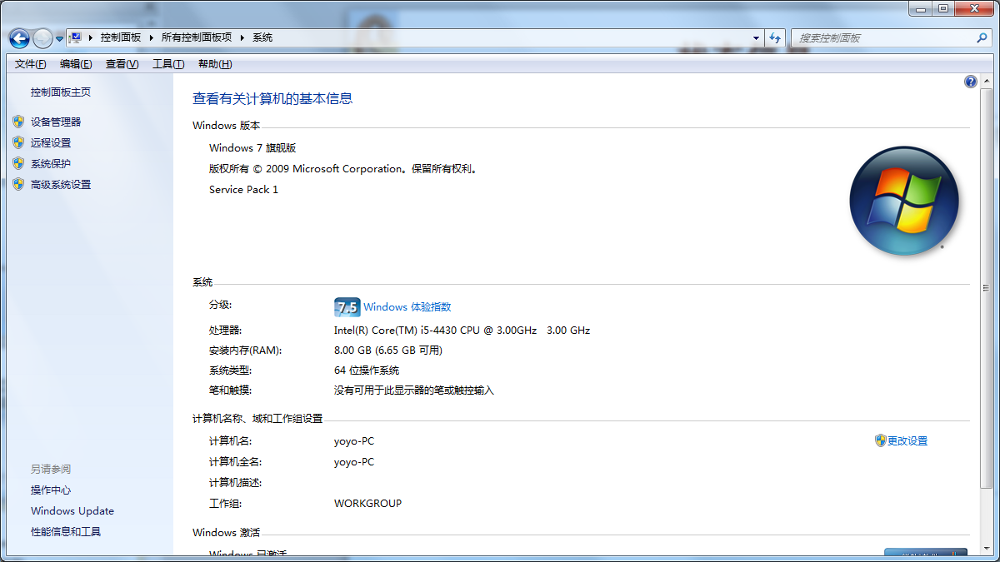 控制面板 ▸ 所有控制面板项 ▸ 系统
搜索控制面板
文件(F) 编辑(E) 查看(V) 工具(T) 帮助(H)
控制面板主页
设备管理器
远程设置
系统保护
高级系统设置
另请参阅
操作中心
Windows Update
性能信息和工具
查看有关计算机的基本信息
Windows 版本
Windows 7 旗舰版
版权所有 © 2009 Microsoft Corporation。保留所有权利。
Service Pack 1
系统
分级: 7.5 Windows 体验指数
处理器: Intel(R) Core(TM) i5-4430 CPU @ 3.00GHz 3.00 GHz
安装内存(RAM): 8.00 GB (6.65 GB 可用)
系统类型: 64 位操作系统
笔和触摸: 没有可用于此显示器的笔或触控输入
计算机名称、域和工作组设置
计算机名: yoyo-PC 更改设置
计算机全名: yoyo-PC
计算机描述:
工作组: WORKGROUP
Windows 激活
Windows 已激活